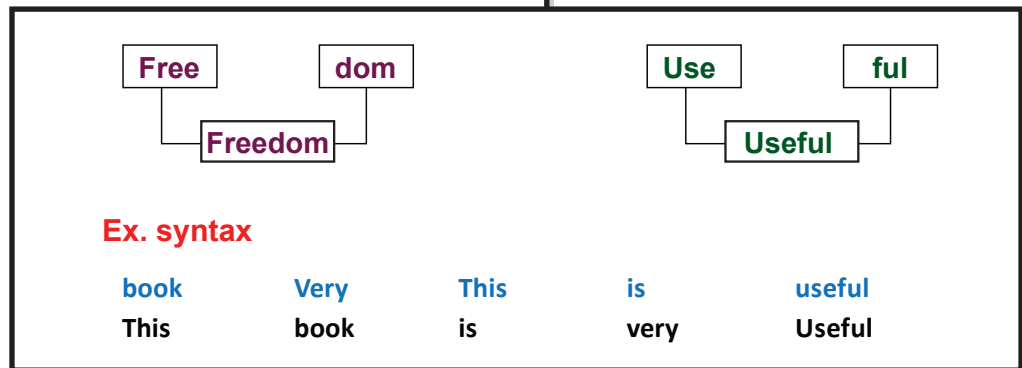 Free dom Use ful
Freedom Useful
Ex. syntax
book Very This is useful
This book is very Useful